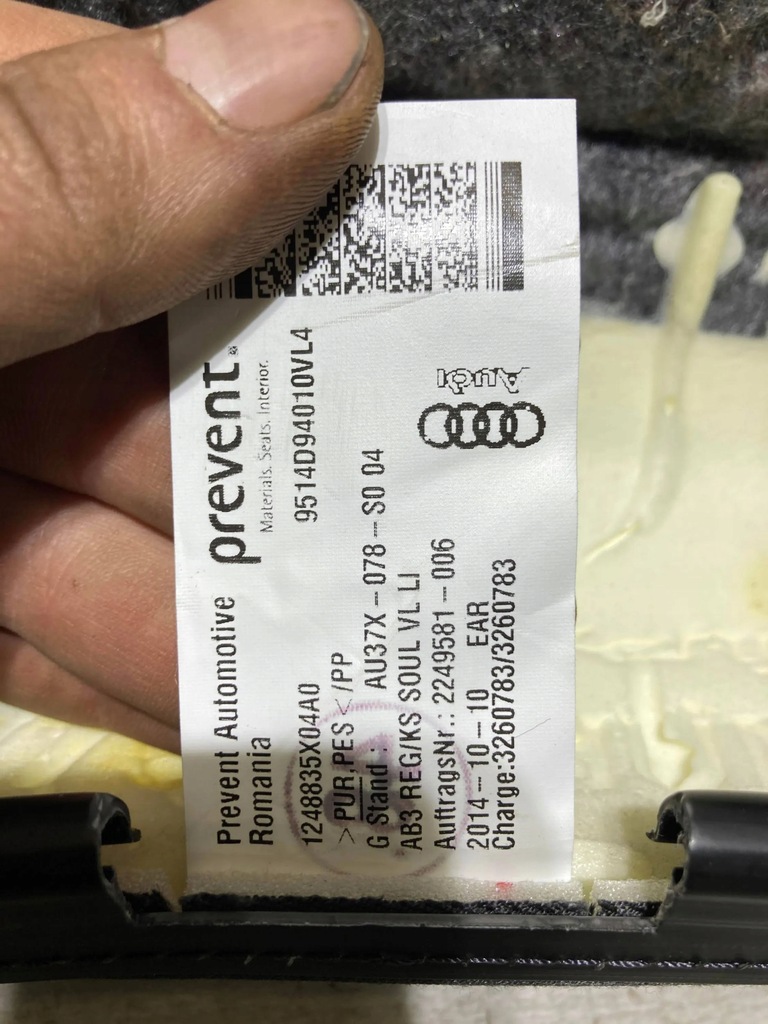 Prevent Automotive
Romania
prevent®
Materials. Seats. Interior.
1248835X04A0
9514D94010VL4
>PUR,PES</PP
G Stand : AU37X-078-S0 04
AB3 REG/KS SOUL VL LI
AuftragsNr.: 2249581-006
2014-10-10 EAR
Charge:3260783/3260783
Audi